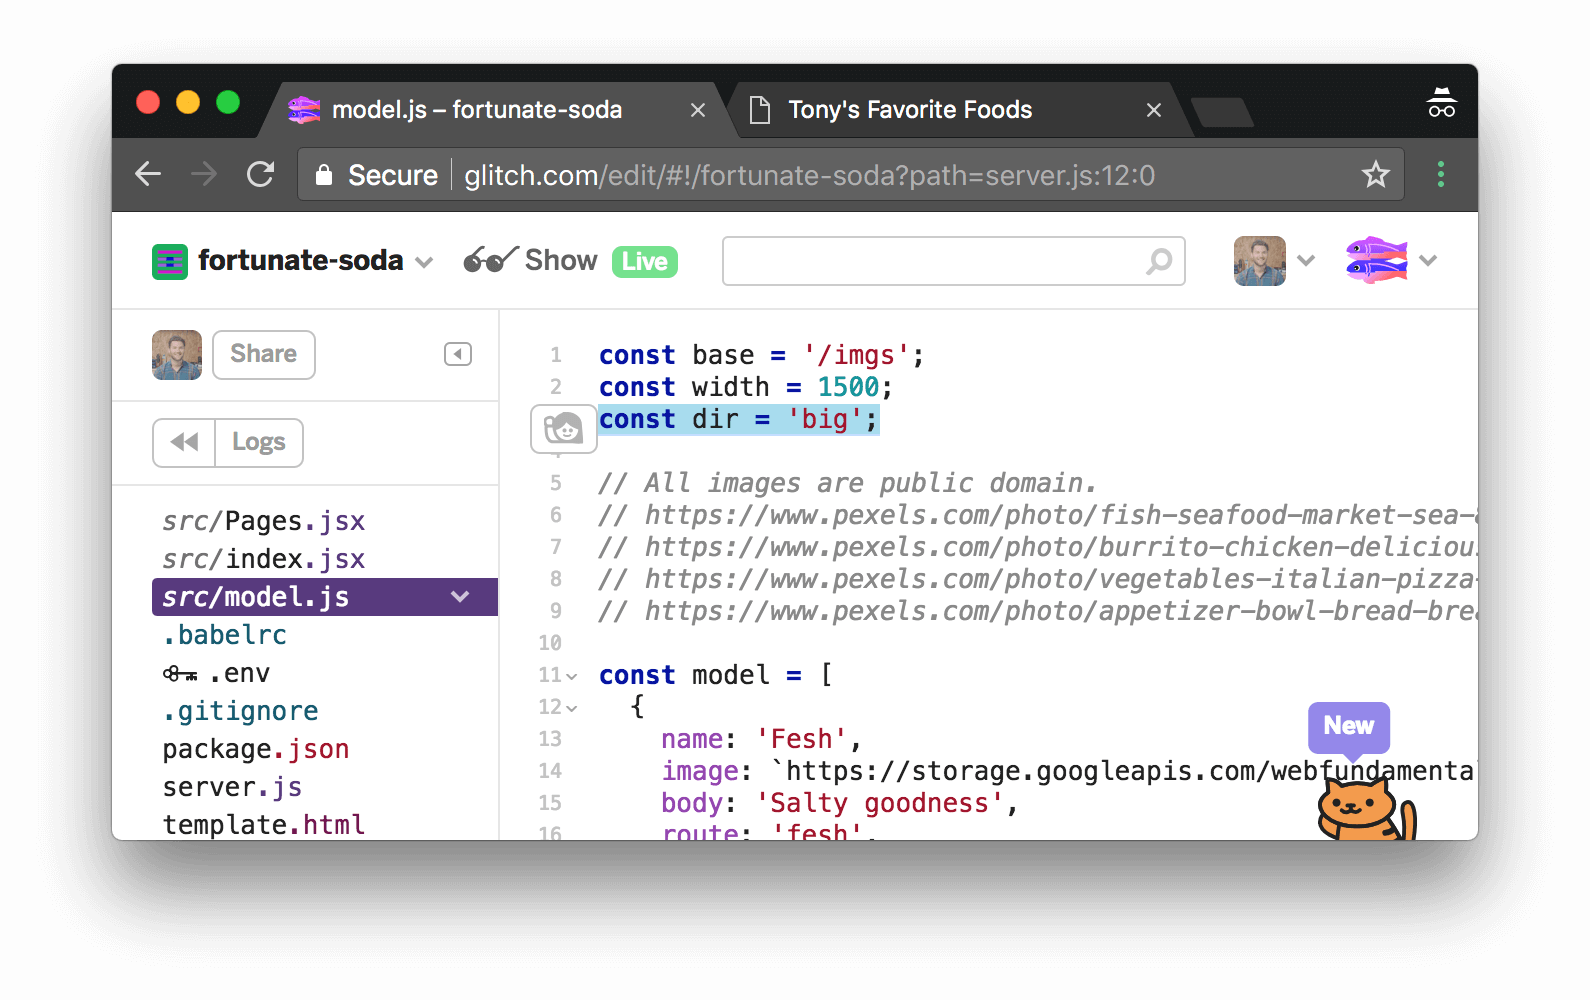 model.js – fortunate-soda
Tony's Favorite Foods
Secure glitch.com/edit/#!/fortunate-soda?path=server.js:12:0
fortunate-soda
Show
Live
Share
Logs
src/Pages.jsx
src/index.jsx
src/model.js
.babelrc
.env
.gitignore
package.json
server.js
template.html
1 const base = '/imgs';
2 const width = 1500;
const dir = 'big';
5 // All images are public domain.
6 // https://www.pexels.com/photo/fish-seafood-market-sea-
7 // https://www.pexels.com/photo/burrito-chicken-deliciou
8 // https://www.pexels.com/photo/vegetables-italian-pizza-
9 // https://www.pexels.com/photo/appetizer-bowl-bread-bre
10
11 const model = [
12 {
13 name: 'Fesh',
14 image: `https://storage.googleapis.com/webfundamenta
15 body: 'Salty goodness',
16 route: 'fesh',
New